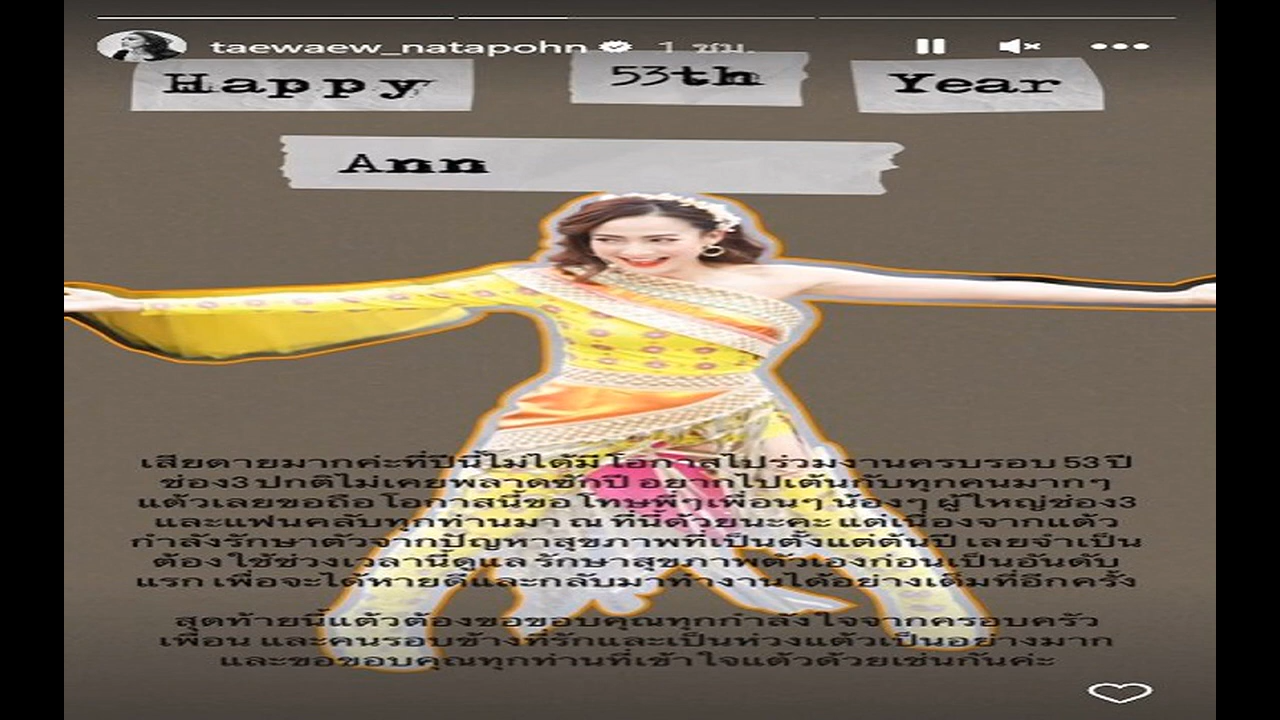 taewaew_natapohn 1 ชม.
Happy 53th Year
Ann
เสียดายมากค่ะที่ปีนี้ไม่ได้มีโอกาสไปร่วมงานครบรอบ 53 ปี
ช่อง3 ปกติไม่เคยพลาดซักปี อยากไปเต้นกับทุกคนมากๆ
แต้วเลยขอถือโอกาสนี้ขอโทษพี่ๆเพื่อนๆ น้องๆ ผู้ใหญ่ช่อง3
และแฟนคลับทุกท่านมา ณ ที่นี้ด้วยนะคะ แต่เนื่องจากแต้ว
กำลังรักษาตัวจากปัญหาสุขภาพที่เป็นตั้งแต่ต้นปี เลยจำเป็น
ต้องใช้ช่วงเวลานี้ดูแล รักษาสุขภาพตัวเองก่อนเป็นอันดับ
แรก เพื่อจะได้หายดีและกลับมาทำงานได้อย่างเต็มที่อีกครั้ง
สุดท้ายนี้แต้วต้องขอขอบคุณทุกกำลังใจจากครอบครัว
เพื่อน และคนรอบข้างที่รักและเป็นห่วงแต้วเป็นอย่างมาก
และขอขอบคุณทุกท่านที่เข้าใจแต้วด้วยเช่นกันค่ะ